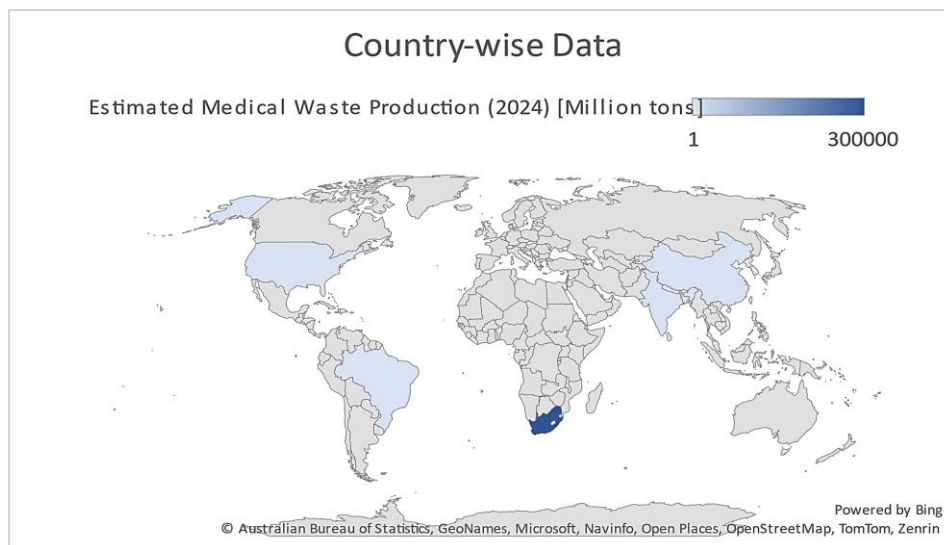 Country-wise Data
Estimated Medical Waste Production (2024) [Million tons]
1 300000
Powered by Bing
© Australian Bureau of Statistics, GeoNames, Microsoft, Navinfo, Open Places, OpenStreetMap, TomTom, Zenrin